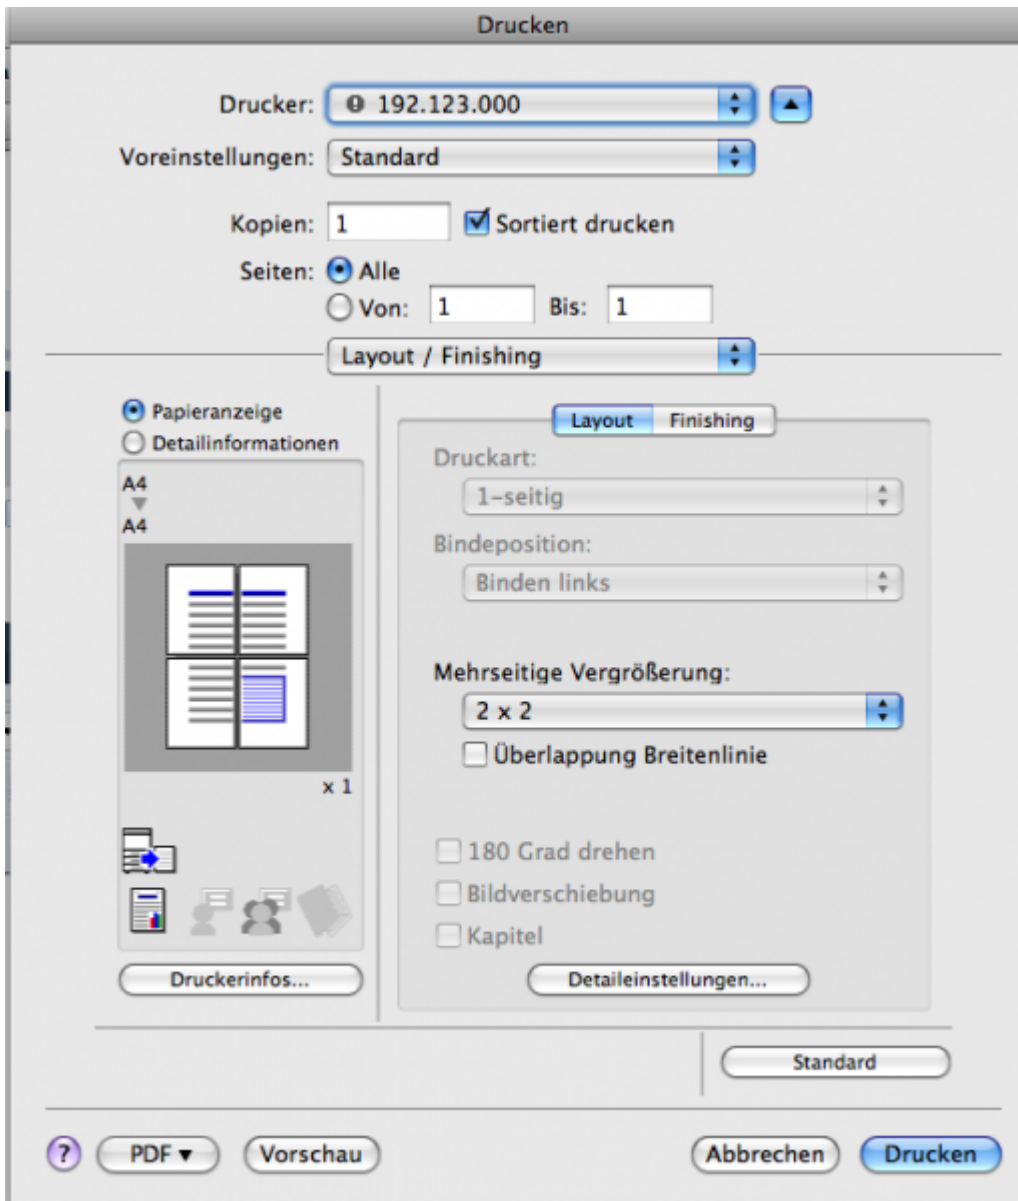 Drucken
Drucker: 192.123.000
Voreinstellungen: Standard
Kopien: 1 Sortiert drucken
Seiten: Alle
Von: 1 Bis: 1
Layout / Finishing
Papieranzeige
Detailinformationen
A4
A4
x 1
Druckerinfos...
Layout Finishing
Druckart:
1-seitig
Bindeposition:
Binden links
Mehrseitige Vergrößerung:
2 x 2
Überlappung Breitenlinie
180 Grad drehen
Bildverschiebung
Kapitel
Detaileinstellungen...
Standard
? PDF Vorschau Abbrechen Drucken